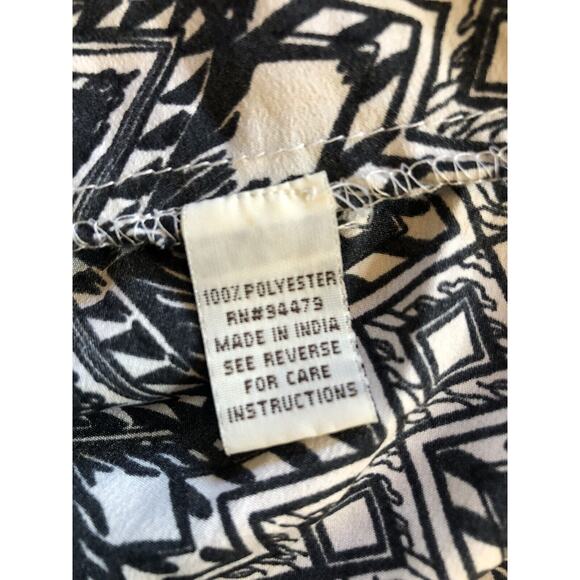 100% POLYESTER
RN#94479
MADE IN INDIA
SEE REVERSE
FOR CARE
INSTRUCTIONS